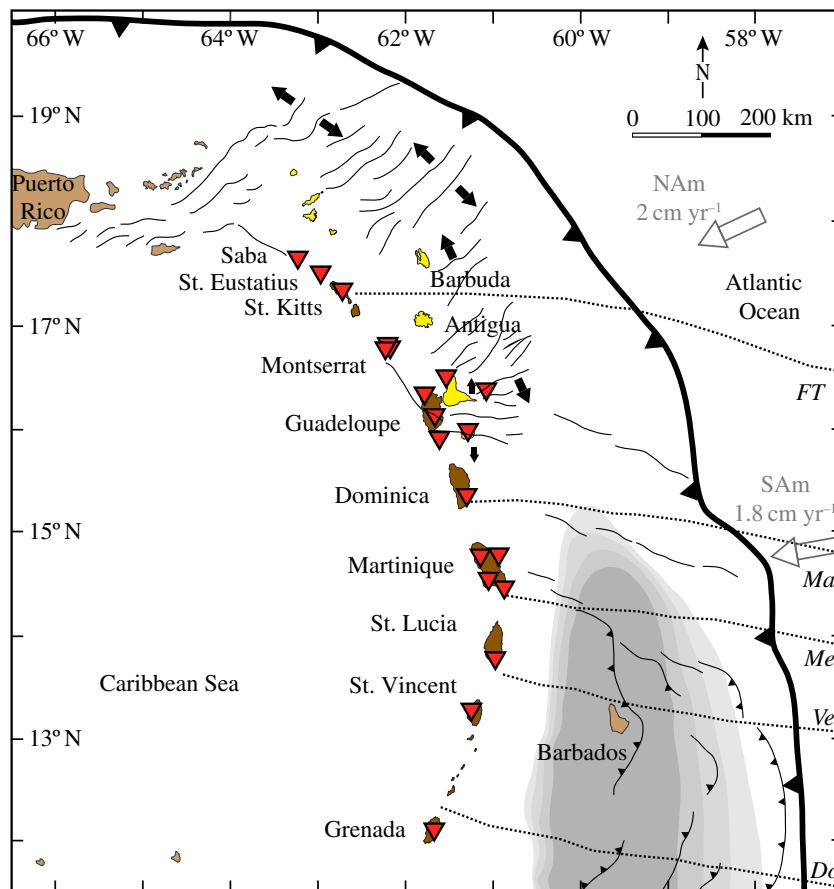 66° W
64° W
62° W
60° W
58° W
N
19° N
0 100 200 km
Puerto
Rico
NAm
2 cm yr⁻¹
Saba
St. Eustatius
St. Kitts
Barbuda
Atlantic
Ocean
17° N
Antigua
Montserrat
FT
Guadeloupe
Dominica
SAm
1.8 cm yr⁻¹
15° N
Martinique
Ma
St. Lucia
Me
Caribbean Sea
St. Vincent
Ve
13° N
Barbados
Grenada
Do